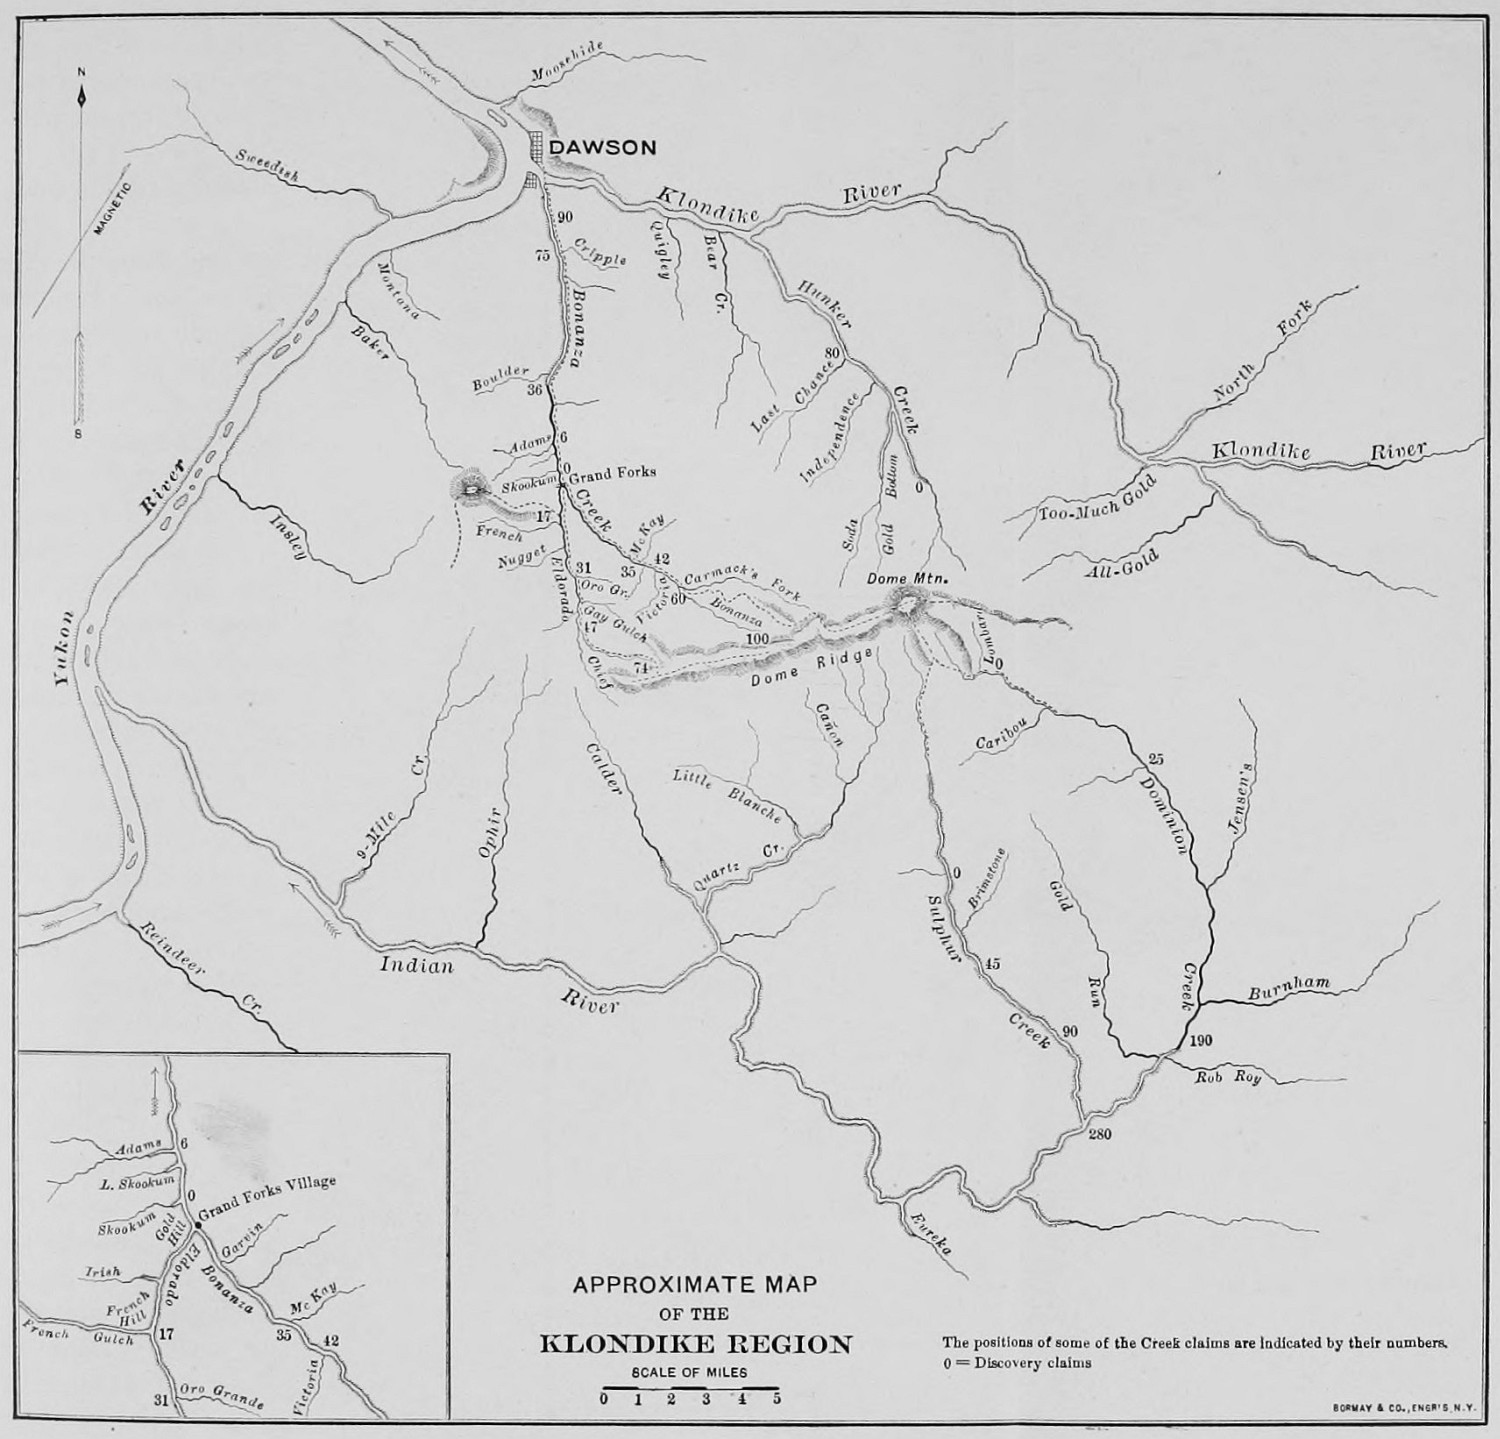 N
Moosehide
DAWSON
Sweedish
MAGNETIC
Klondike River
90
75
Cripple
Quigley
Bear Cr.
Montana
Baker
Bonanza
Hunker
North Fork
80
Boulder
36
Last Chance
Independence
Creek
S
Adams
6
Klondike River
0
Grand Forks
Skookum
Bottom
0
Yukon River
Creek
17
Too-Much Gold
French
McKay
Soda
Gold
Insley
Nugget
42
All-Gold
Eldorado
31
35
Carmack's Fork
Dome Mtn.
Oro Gr.
Victoria
60
Bonanza
Gay Gulch
47
100
74
Chief
Dome Ridge
Lombard
0
Cañon
Caribou
Calder
9-Mile Cr.
Little Blanche
25
Dominion
Jensen's
Ophir
Quartz Cr.
0
Brimstone
Gold Run
Sulphur
Reindeer Cr.
Indian River
45
Creek
Creek
Burnham
90
190
Rob Roy
280
Eureka
Adams
6
L. Skookum
0
Grand Forks Village
Skookum
Gold
Hill
Garvin
Irish
Eldorado
Bonanza
McKay
French
Hill
French Gulch
17
35
42
31
Oro Grande
Victoria
APPROXIMATE MAP
OF THE
KLONDIKE REGION
SCALE OF MILES
0 1 2 3 4 5
The positions of some of the Creek claims are indicated by their numbers.
0 = Discovery claims
BORMAY & CO., ENGR'S, N.Y.